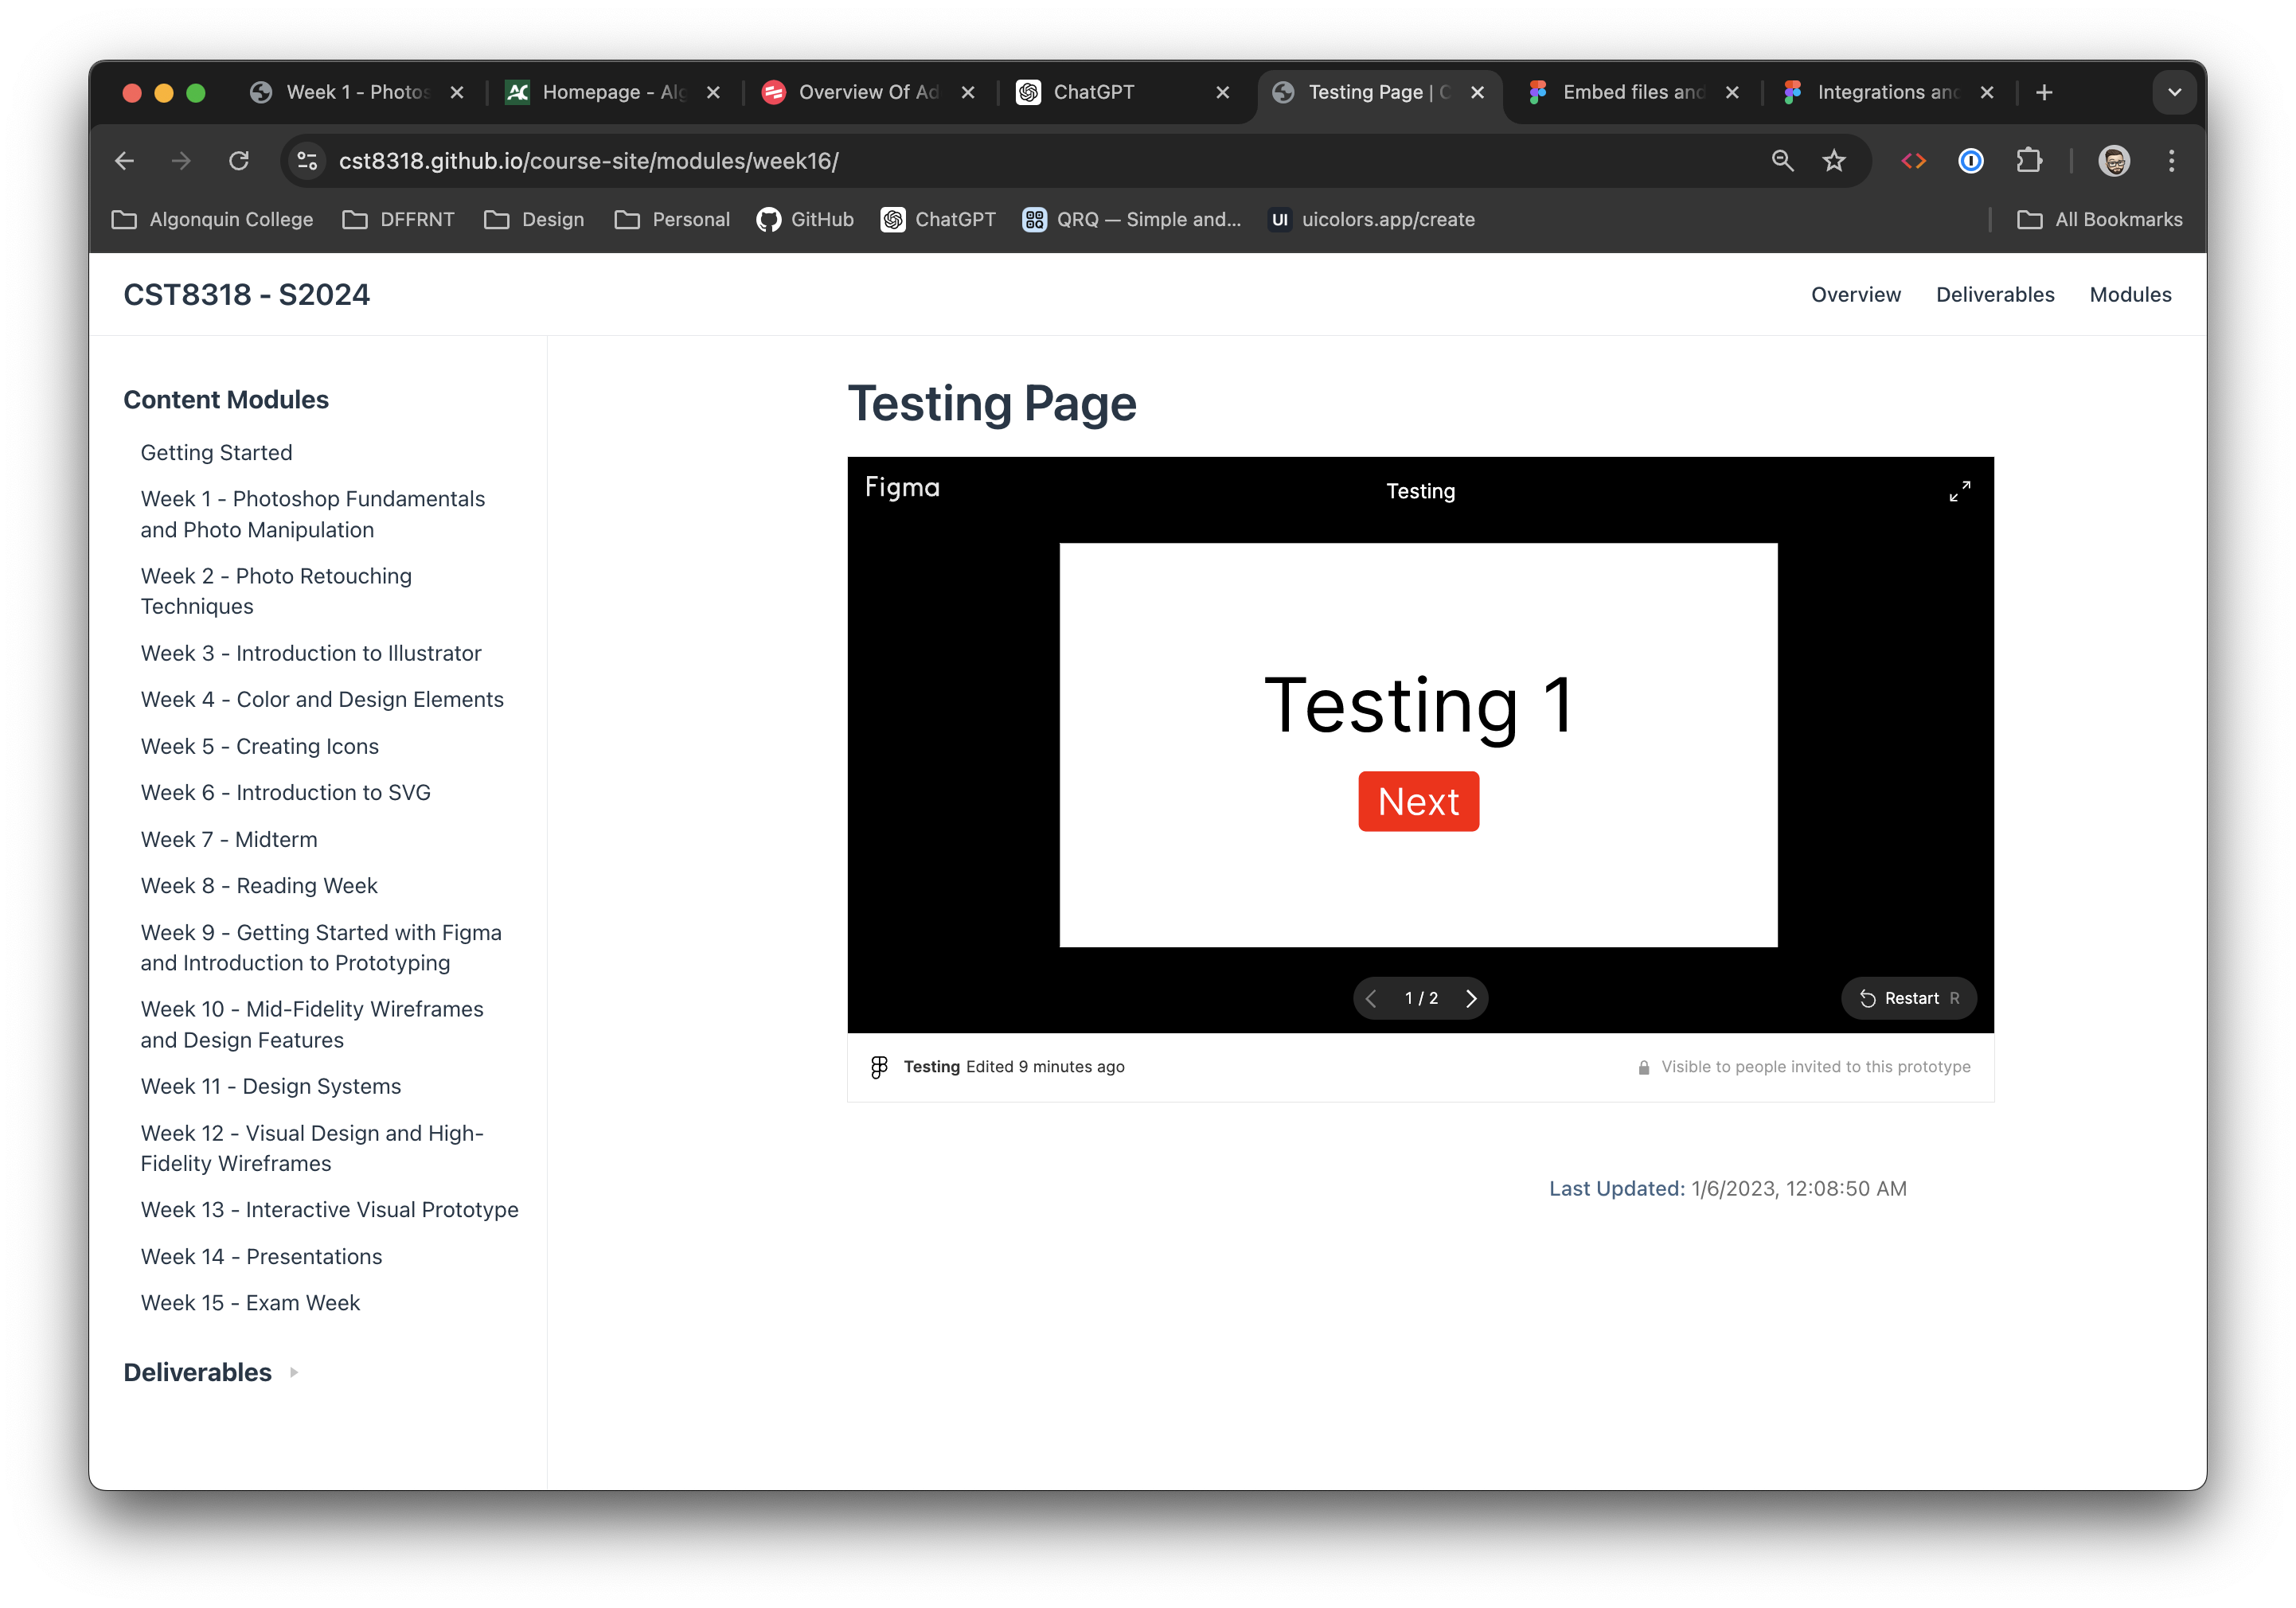 Week 1 - Photos
Homepage - Alg
Overview Of Ad
ChatGPT
Testing Page | C
Embed files and
Integrations and
cst8318.github.io/course-site/modules/week16/
Algonquin College
DFFRNT
Design
Personal
GitHub
ChatGPT
QRQ — Simple and...
UI uicolors.app/create
All Bookmarks
CST8318 - S2024
Overview
Deliverables
Modules
Content Modules
Getting Started
Week 1 - Photoshop Fundamentals
and Photo Manipulation
Week 2 - Photo Retouching
Techniques
Week 3 - Introduction to Illustrator
Week 4 - Color and Design Elements
Week 5 - Creating Icons
Week 6 - Introduction to SVG
Week 7 - Midterm
Week 8 - Reading Week
Week 9 - Getting Started with Figma
and Introduction to Prototyping
Week 10 - Mid-Fidelity Wireframes
and Design Features
Week 11 - Design Systems
Week 12 - Visual Design and High-
Fidelity Wireframes
Week 13 - Interactive Visual Prototype
Week 14 - Presentations
Week 15 - Exam Week
Deliverables
Testing Page
Figma
Testing
Testing 1
Next
1 / 2
Restart R
Testing Edited 9 minutes ago
Visible to people invited to this prototype
Last Updated: 1/6/2023, 12:08:50 AM